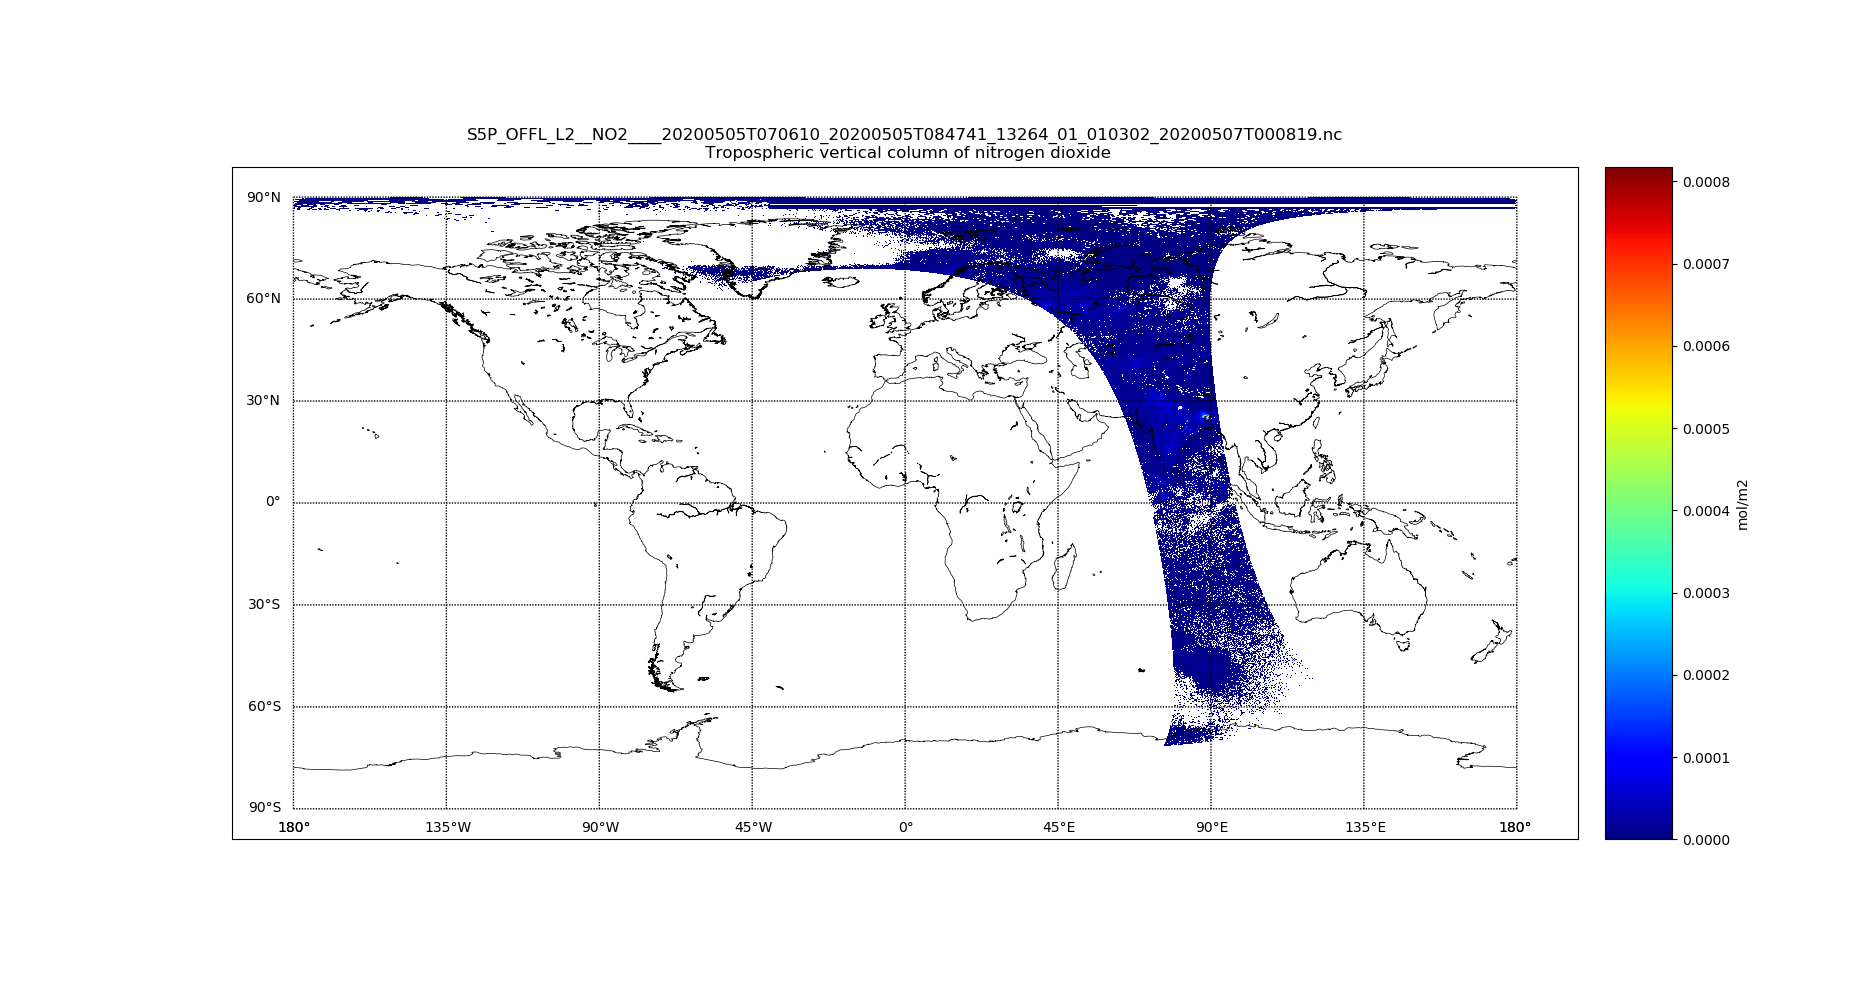 S5P_OFFL_L2__NO2____20200505T070610_20200505T084741_13264_01_010302_20200507T000819.nc
Tropospheric vertical column of nitrogen dioxide
90°N
60°N
30°N
0°
30°S
60°S
90°S
180° 135°W 90°W 45°W 0° 45°E 90°E 135°E 180°
0.0008
0.0007
0.0006
0.0005
0.0004
0.0003
0.0002
0.0001
0.0000
mol/m2